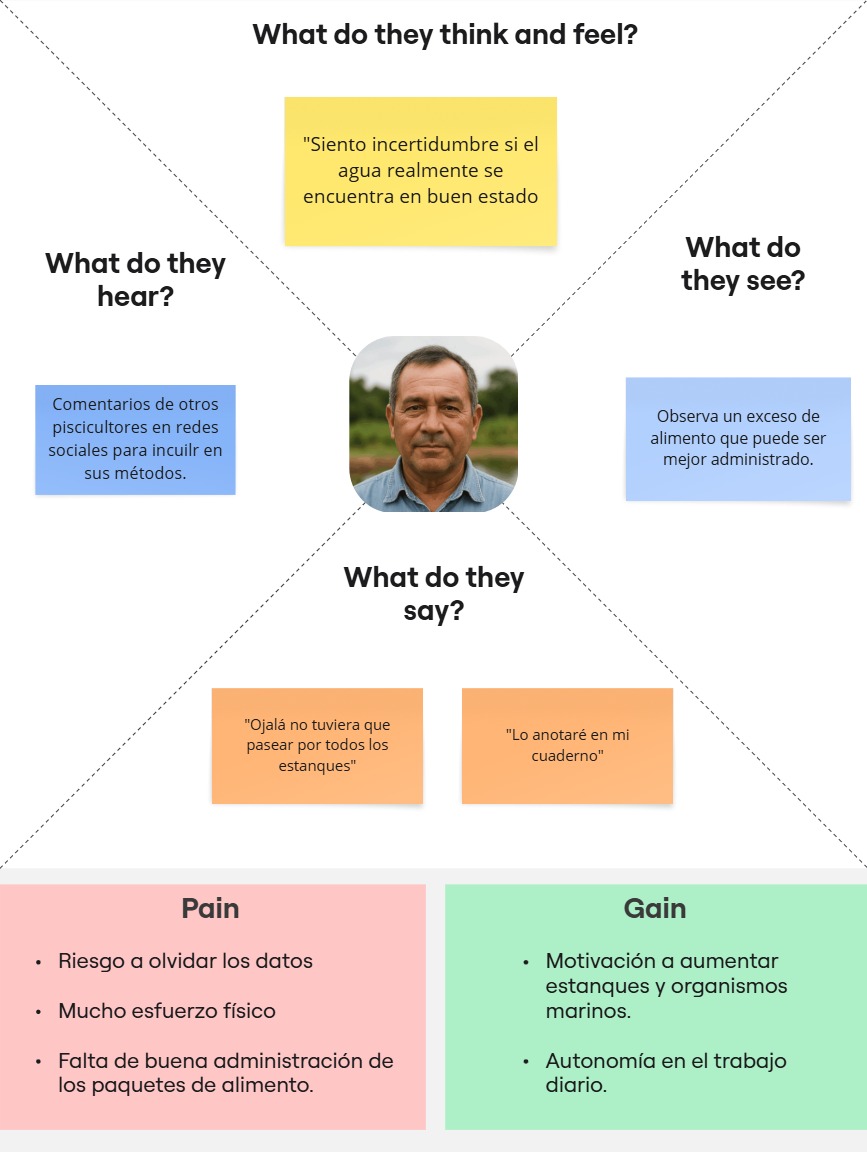 What do they think and feel?
"Siento incertidumbre si el
agua realmente se
encuentra en buen estado
What do they
hear?
Comentarios de otros
piscicultores en redes
sociales para incuilr en
sus métodos.
What do
they see?
Observa un exceso de
alimento que puede ser
mejor administrado.
What do they
say?
"Ojalá no tuviera que
pasear por todos los
estanques"
"Lo anotaré en mi
cuaderno"
Pain
• Riesgo a olvidar los datos
• Mucho esfuerzo físico
• Falta de buena administración de
los paquetes de alimento.
Gain
• Motivación a aumentar
estanques y organismos
marinos.
• Autonomía en el trabajo
diario.